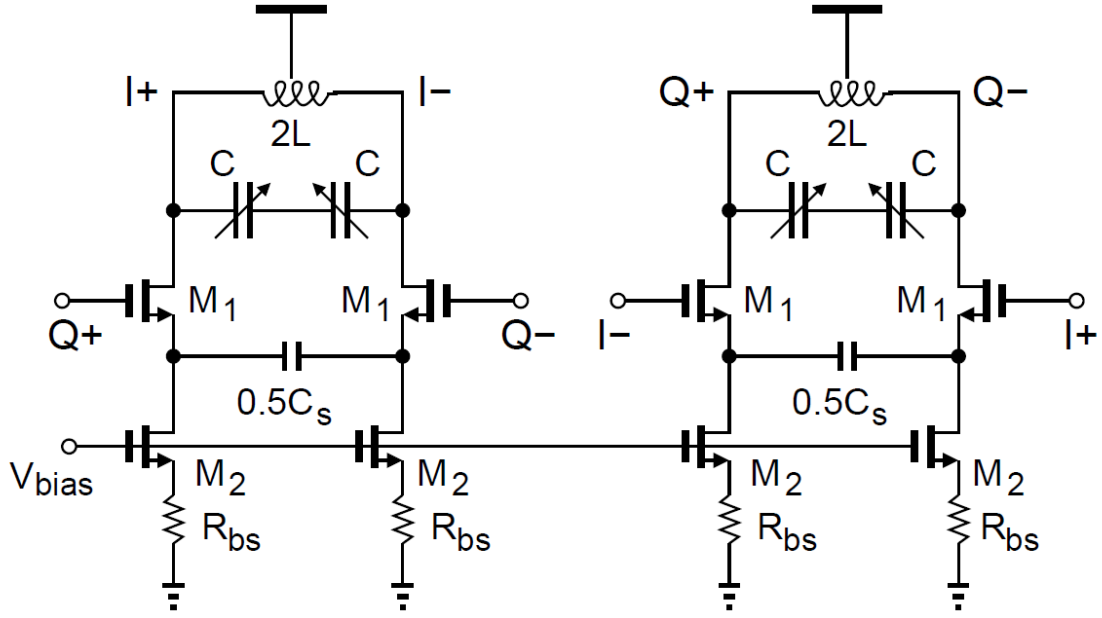 I+ I− Q+ Q−
2L 2L
C C C C
M1 M1 M1 M1
Q+ Q− I− I+
0.5Cs 0.5Cs
Vbias M2 M2 M2 M2
Rbs Rbs Rbs Rbs